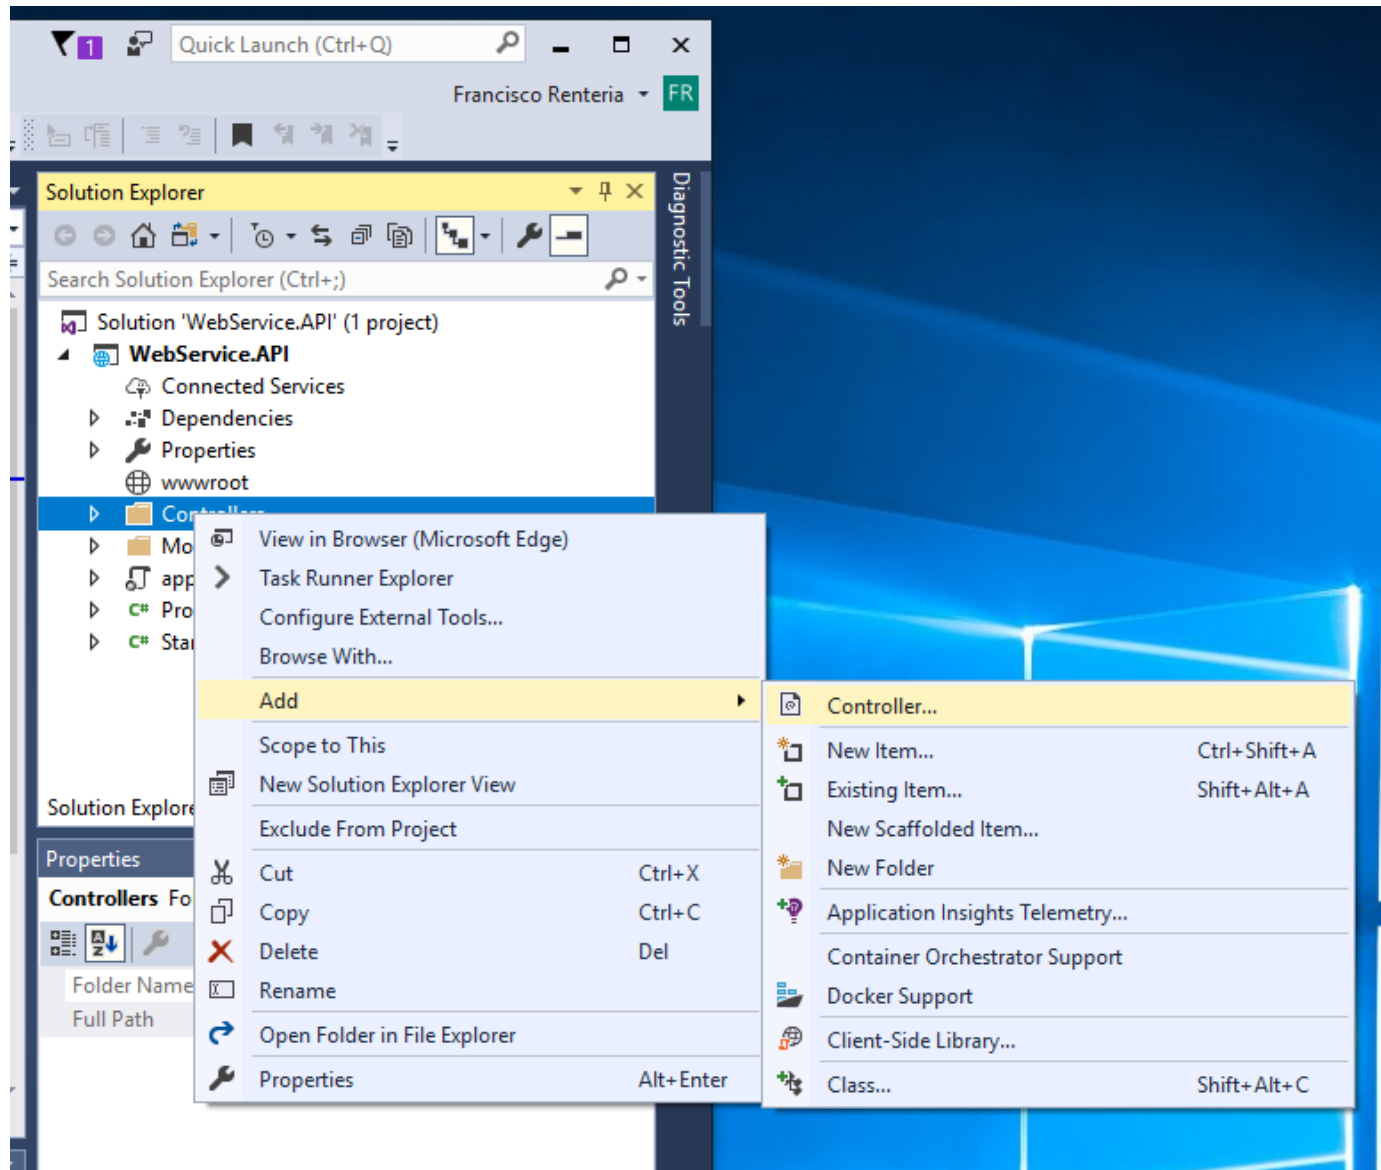 1
Quick Launch (Ctrl+Q)
Francisco Renteria
FR
Solution Explorer
Diagnostic Tools
Search Solution Explorer (Ctrl+;)
Solution 'WebService.API' (1 project)
WebService.API
Connected Services
Dependencies
Properties
wwwroot
Controllers
Mo
app
C# Pro
C# Star
View in Browser (Microsoft Edge)
Task Runner Explorer
Configure External Tools...
Browse With...
Add
Scope to This
New Solution Explorer View
Exclude From Project
Cut Ctrl+X
Copy Ctrl+C
Delete Del
Rename
Open Folder in File Explorer
Properties Alt+Enter
Controller...
New Item... Ctrl+Shift+A
Existing Item... Shift+Alt+A
New Scaffolded Item...
New Folder
Application Insights Telemetry...
Container Orchestrator Support
Docker Support
Client-Side Library...
Class... Shift+Alt+C
Solution Explore
Properties
Controllers Fo
Folder Name
Full Path